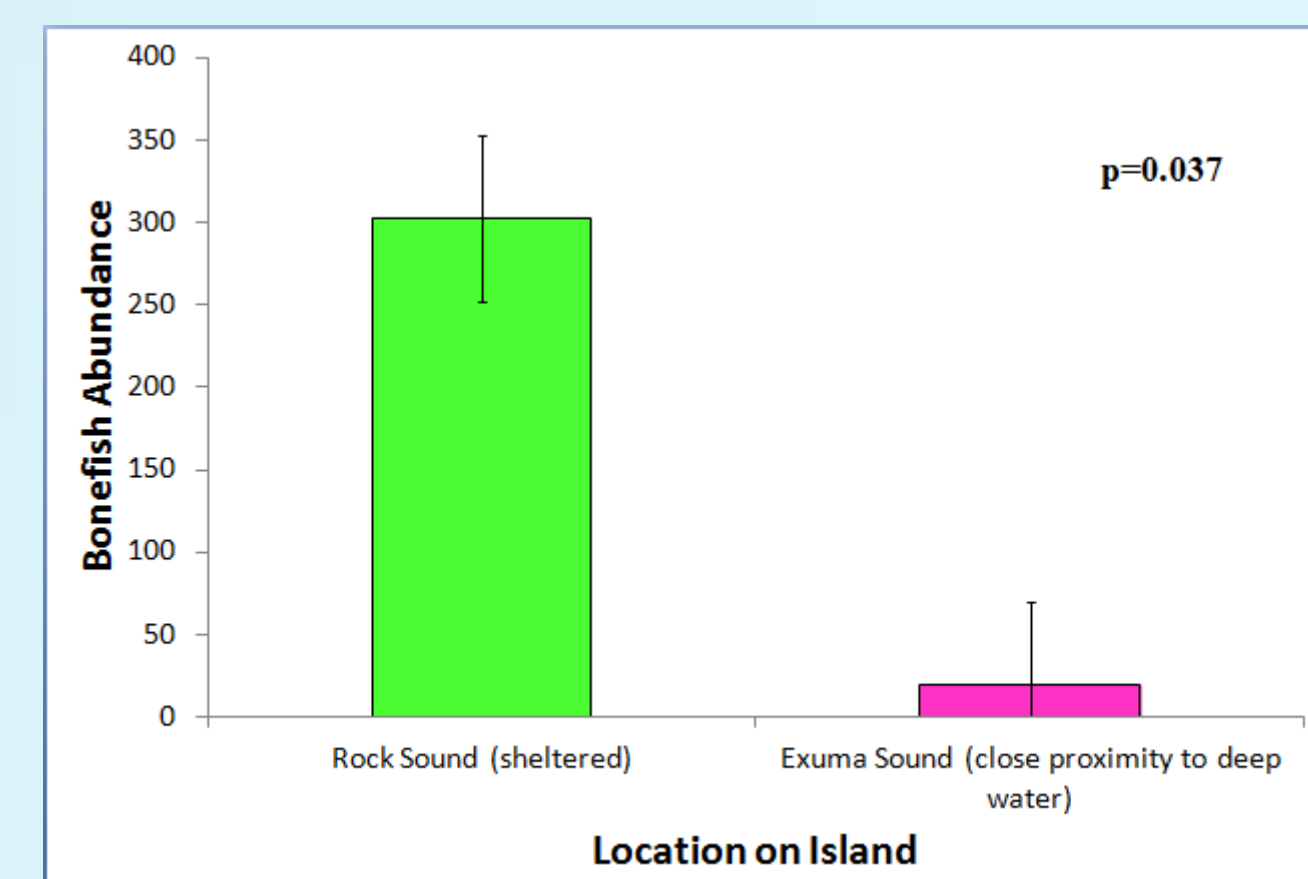 400
350
300
250
200
150
100
50
0
Bonefish Abundance
p=0.037
Rock Sound (sheltered)
Exuma Sound (close proximity to deep
water)
Location on Island